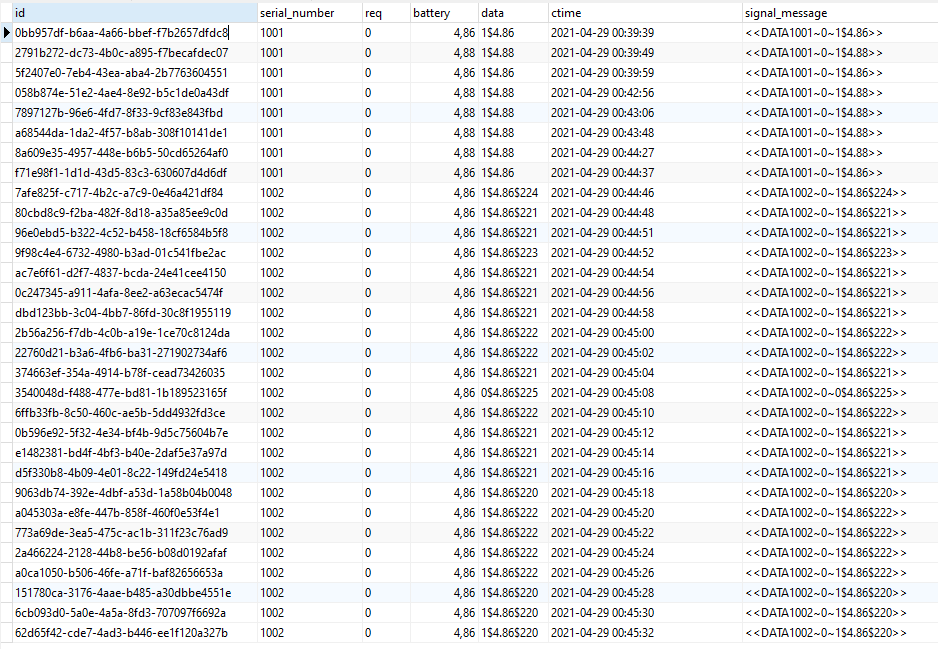 id serial_number req battery data ctime signal_message
0bb957df-b6aa-4a66-bbef-f7b2657dfdc8 1001 0 4,86 1$4.86 2021-04-29 00:39:39 <<DATA1001~0~1$4.86>>
2791b272-dc73-4b0c-a895-f7becafdec07 1001 0 4,88 1$4.88 2021-04-29 00:39:49 <<DATA1001~0~1$4.88>>
5f2407e0-7eb4-43ea-aba4-2b7763604551 1001 0 4,86 1$4.86 2021-04-29 00:39:59 <<DATA1001~0~1$4.86>>
058b874e-51e2-4ae4-8e92-b5c1de0a43df 1001 0 4,88 1$4.88 2021-04-29 00:42:56 <<DATA1001~0~1$4.88>>
7897127b-96e6-4fd7-8f33-9cf83e843fbd 1001 0 4,88 1$4.88 2021-04-29 00:43:06 <<DATA1001~0~1$4.88>>
a68544da-1da2-4f57-b8ab-308f10141de1 1001 0 4,88 1$4.88 2021-04-29 00:43:48 <<DATA1001~0~1$4.88>>
8a609e35-4957-448e-b6b5-50cd65264af0 1001 0 4,88 1$4.88 2021-04-29 00:44:27 <<DATA1001~0~1$4.88>>
f71e98f1-1d1d-43d5-83c3-630607d4d6df 1001 0 4,86 1$4.86 2021-04-29 00:44:37 <<DATA1001~0~1$4.86>>
7afe825f-c717-4b2c-a7c9-0e46a421df84 1002 0 4,86 1$4.86$224 2021-04-29 00:44:46 <<DATA1002~0~1$4.86$224>>
80cbd8c9-f2ba-482f-8d18-a35a85ee9c0d 1002 0 4,86 1$4.86$221 2021-04-29 00:44:48 <<DATA1002~0~1$4.86$221>>
96e0ebd5-b322-4c52-b458-18cf6584b5f8 1002 0 4,86 1$4.86$221 2021-04-29 00:44:51 <<DATA1002~0~1$4.86$221>>
9f98c4e4-6732-4980-b3ad-01c541fbe2ac 1002 0 4,86 1$4.86$223 2021-04-29 00:44:52 <<DATA1002~0~1$4.86$223>>
ac7e6f61-d2f7-4837-bcda-24e41cee4150 1002 0 4,86 1$4.86$221 2021-04-29 00:44:54 <<DATA1002~0~1$4.86$221>>
0c247345-a911-4afa-8ee2-a63ecac5474f 1002 0 4,86 1$4.86$221 2021-04-29 00:44:56 <<DATA1002~0~1$4.86$221>>
dbd123bb-3c04-4bb7-86fd-30c8f1955119 1002 0 4,86 1$4.86$221 2021-04-29 00:44:58 <<DATA1002~0~1$4.86$221>>
2b56a256-f7db-4c0b-a19e-1ce70c8124da 1002 0 4,86 1$4.86$222 2021-04-29 00:45:00 <<DATA1002~0~1$4.86$222>>
22760d21-b3a6-4fb6-ba31-271902734af6 1002 0 4,86 1$4.86$222 2021-04-29 00:45:02 <<DATA1002~0~1$4.86$222>>
374663ef-354a-4914-b78f-cead73426035 1002 0 4,86 1$4.86$221 2021-04-29 00:45:04 <<DATA1002~0~1$4.86$221>>
3540048d-f488-477e-bd81-1b189523165f 1002 0 4,86 0$4.86$225 2021-04-29 00:45:08 <<DATA1002~0~0$4.86$225>>
6ffb33fb-8c50-460c-ae5b-5dd4932fd3ce 1002 0 4,86 1$4.86$222 2021-04-29 00:45:10 <<DATA1002~0~1$4.86$222>>
0b596e92-5f32-4e34-bf4b-9d5c75604b7e 1002 0 4,86 1$4.86$221 2021-04-29 00:45:12 <<DATA1002~0~1$4.86$221>>
e1482381-bd4f-4bf3-b40e-2daf5e37a97d 1002 0 4,86 1$4.86$221 2021-04-29 00:45:14 <<DATA1002~0~1$4.86$221>>
d5f330b8-4b09-4e01-8c22-149fd24e5418 1002 0 4,86 1$4.86$221 2021-04-29 00:45:16 <<DATA1002~0~1$4.86$221>>
9063db74-392e-4dbf-a53d-1a58b04b0048 1002 0 4,86 1$4.86$220 2021-04-29 00:45:18 <<DATA1002~0~1$4.86$220>>
a045303a-e8fe-447b-858f-460f0e53f4e1 1002 0 4,86 1$4.86$222 2021-04-29 00:45:20 <<DATA1002~0~1$4.86$222>>
773a69de-3ea5-475c-ac1b-311f23c76ad9 1002 0 4,86 1$4.86$222 2021-04-29 00:45:22 <<DATA1002~0~1$4.86$222>>
2a466224-2128-44b8-be56-b08d0192afaf 1002 0 4,86 1$4.86$222 2021-04-29 00:45:24 <<DATA1002~0~1$4.86$222>>
a0ca1050-b506-46fe-a71f-baf82656653a 1002 0 4,86 1$4.86$222 2021-04-29 00:45:26 <<DATA1002~0~1$4.86$222>>
151780ca-3176-4aae-b485-a30dbbe4551e 1002 0 4,86 1$4.86$220 2021-04-29 00:45:28 <<DATA1002~0~1$4.86$220>>
6cb093d0-5a0e-4a5a-8fd3-707097f6692a 1002 0 4,86 1$4.86$220 2021-04-29 00:45:30 <<DATA1002~0~1$4.86$220>>
62d65f42-cde7-4ad3-b446-ee1f120a327b 1002 0 4,86 1$4.86$220 2021-04-29 00:45:32 <<DATA1002~0~1$4.86$220>>